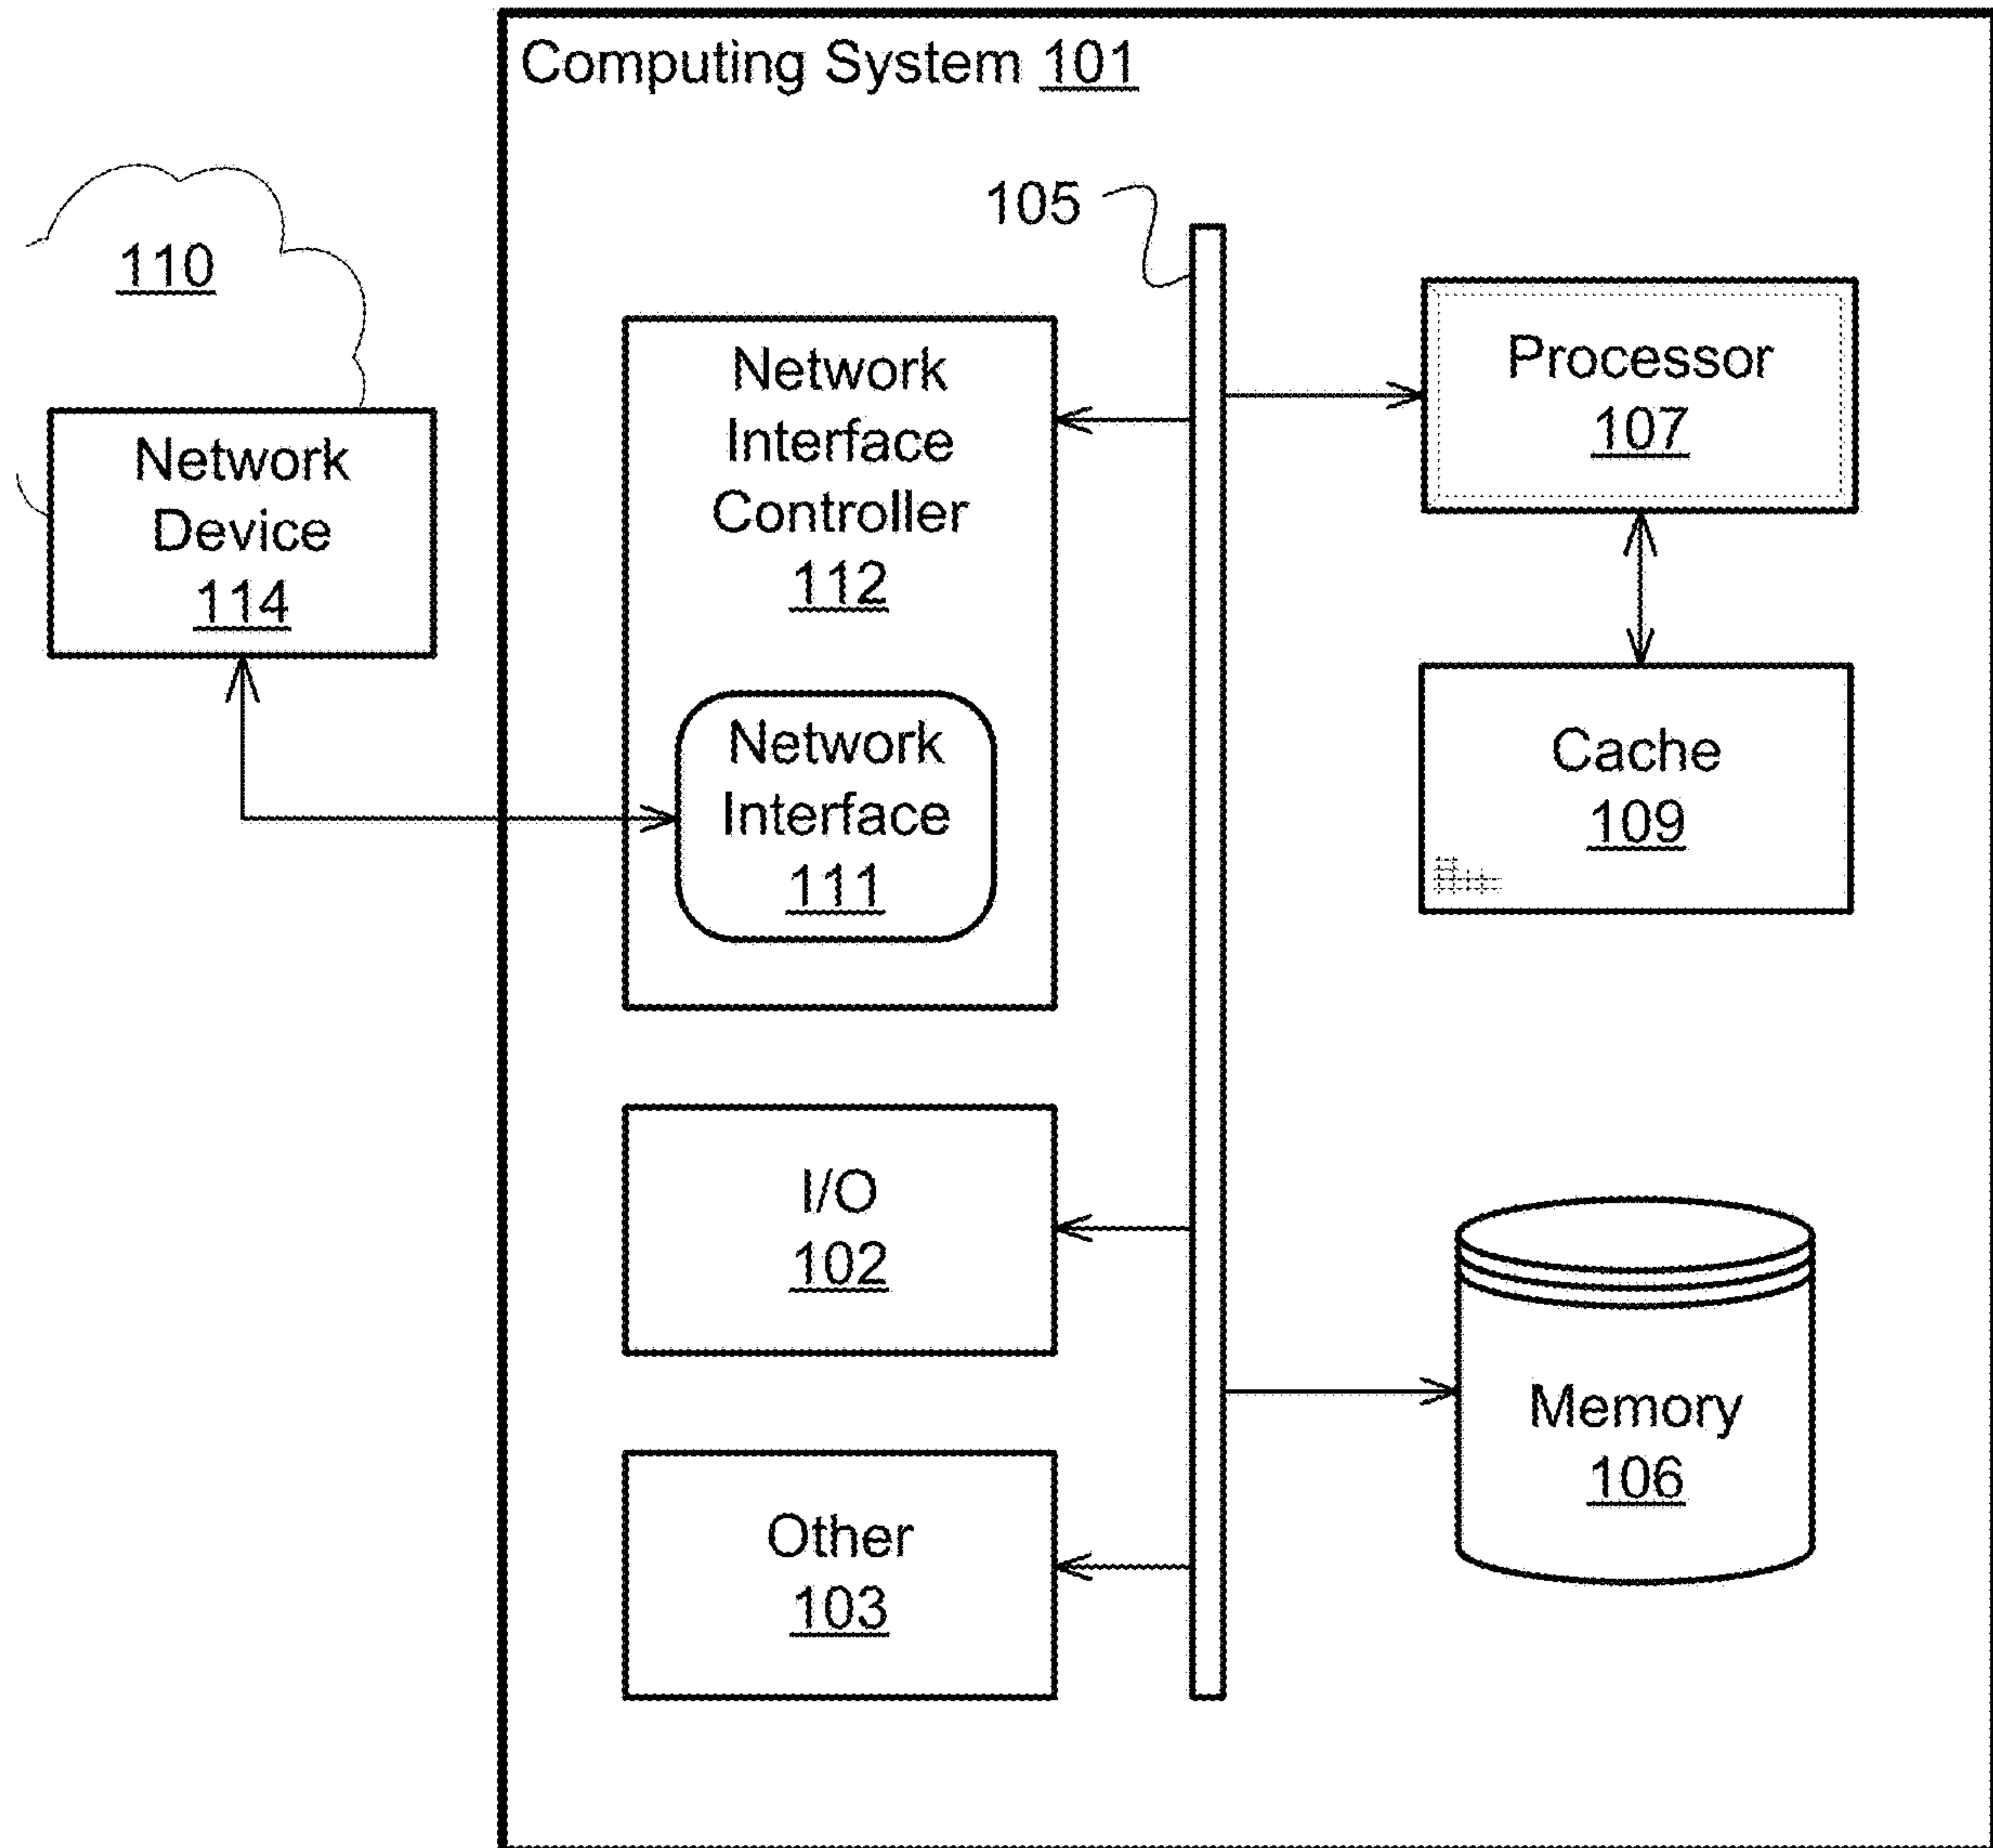 Computing System 101
105
110
Network
Device
114
Network
Interface
Controller
112
Network
Interface
111
Processor
107
Cache
109
I/O
102
Other
103
Memory
106